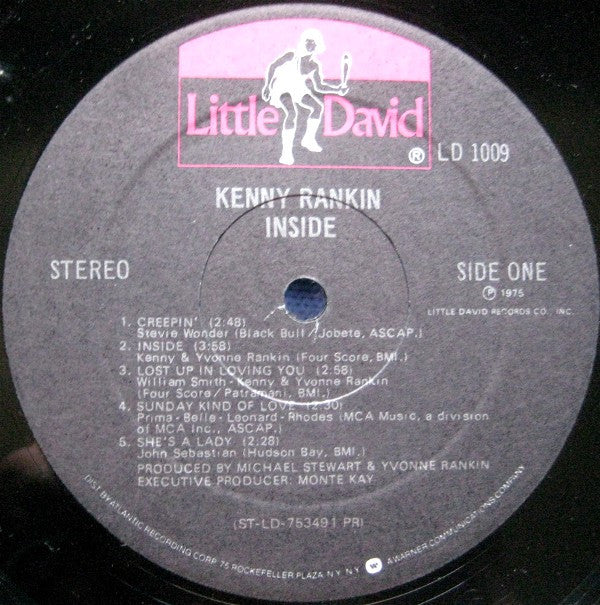 Little David
® LD 1009
KENNY RANKIN
INSIDE
STEREO
SIDE ONE
℗ 1975
LITTLE DAVID RECORDS CO., INC.
1. CREEPIN' (2:48)
Stevie Wonder (Black Bull/Jobete, ASCAP.)
2. INSIDE (3:58)
Kenny & Yvonne Rankin (Four Score, BMI.)
3. LOST UP IN LOVING YOU (2:58)
William Smith-Kenny & Yvonne Rankin
(Four Score/Patramani, BMI.)
4. SUNDAY KIND OF LOVE (2:30)
Prima-Belle-Leonard-Rhodes (MCA Music, a division
of MCA Inc., ASCAP.)
5. SHE'S A LADY (2:28)
John Sebastian (Hudson Bay, BMI.)
PRODUCED BY MICHAEL STEWART & YVONNE RANKIN
EXECUTIVE PRODUCER: MONTE KAY
(ST-LD-753491 PR)
DIST. BY ATLANTIC RECORDING CORP. 75 ROCKEFELLER PLAZA, N.Y. N.Y. A WARNER COMMUNICATIONS COMPANY